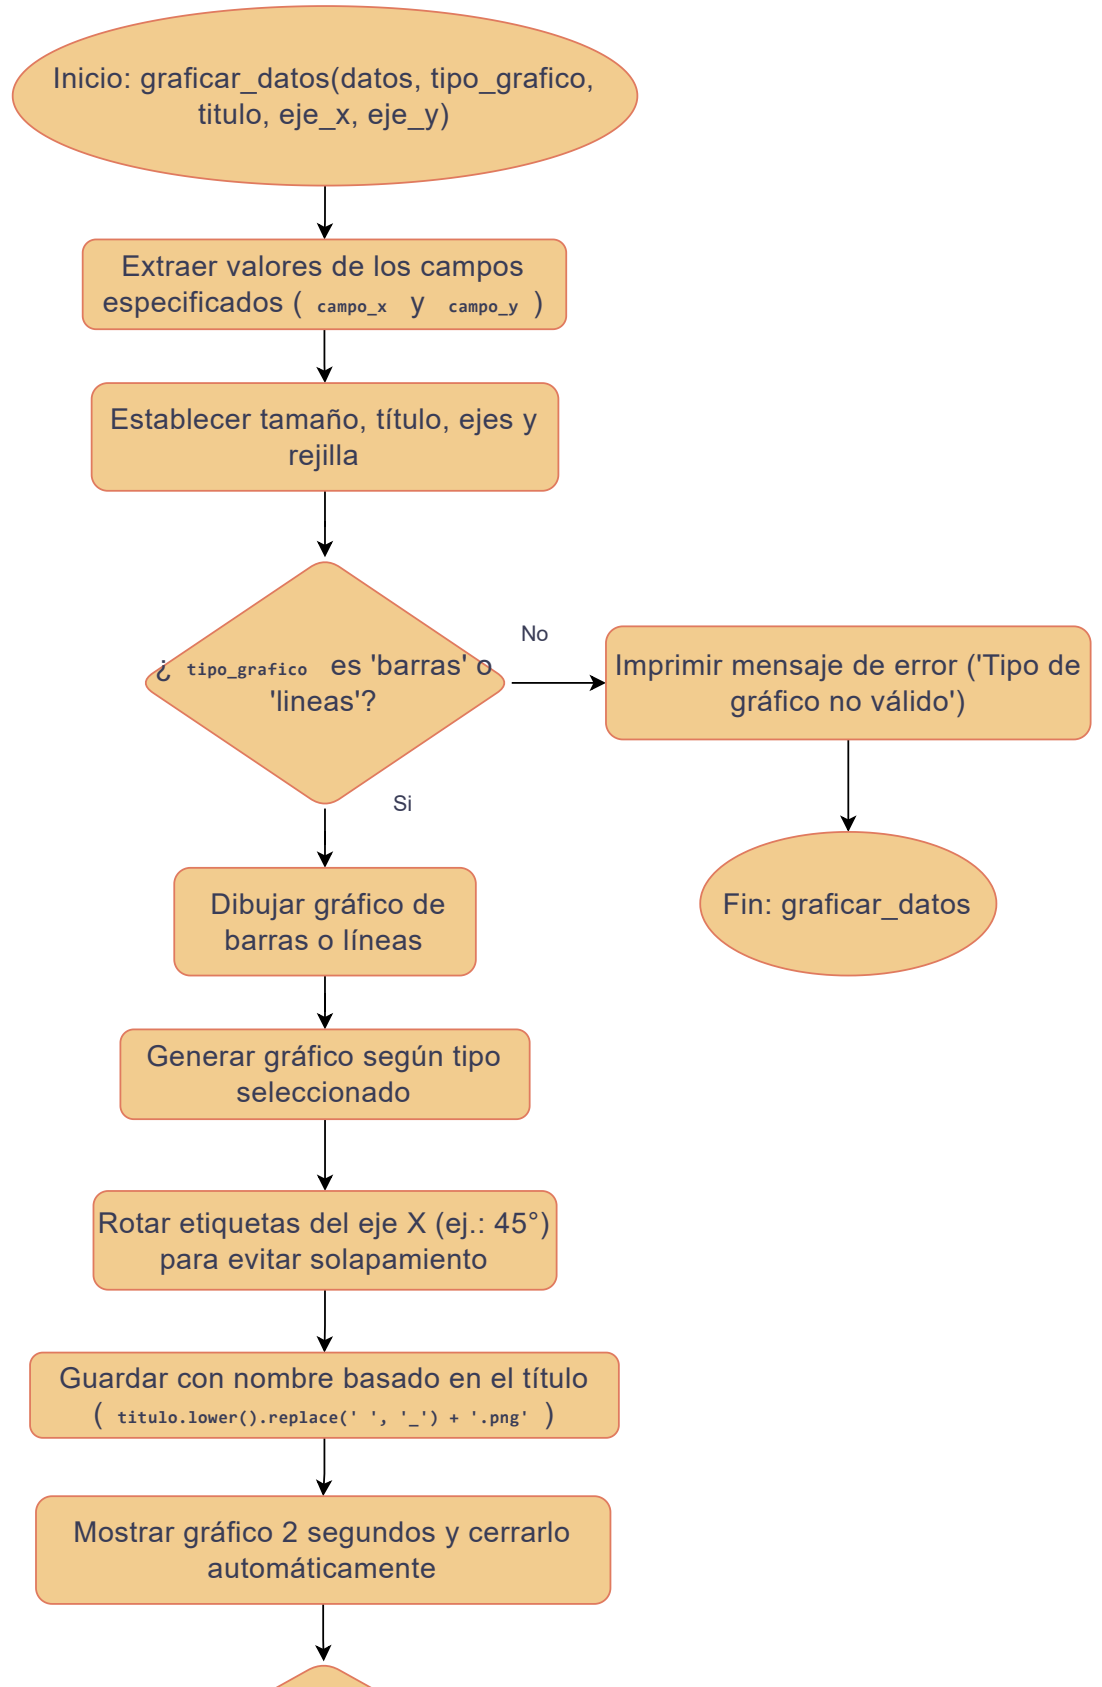 Inicio: graficar_datos(datos, tipo_grafico,
titulo, eje_x, eje_y)
Extraer valores de los campos
especificados ( campo_x y campo_y )
Establecer tamaño, título, ejes y
rejilla
¿ tipo_grafico es 'barras' o
'lineas'?
No
Imprimir mensaje de error ('Tipo de
gráfico no válido')
Si
Fin: graficar_datos
Dibujar gráfico de
barras o líneas
Generar gráfico según tipo
seleccionado
Rotar etiquetas del eje X (ej.: 45°)
para evitar solapamiento
Guardar con nombre basado en el título
( titulo.lower().replace(' ', '_') + '.png' )
Mostrar gráfico 2 segundos y cerrarlo
automáticamente